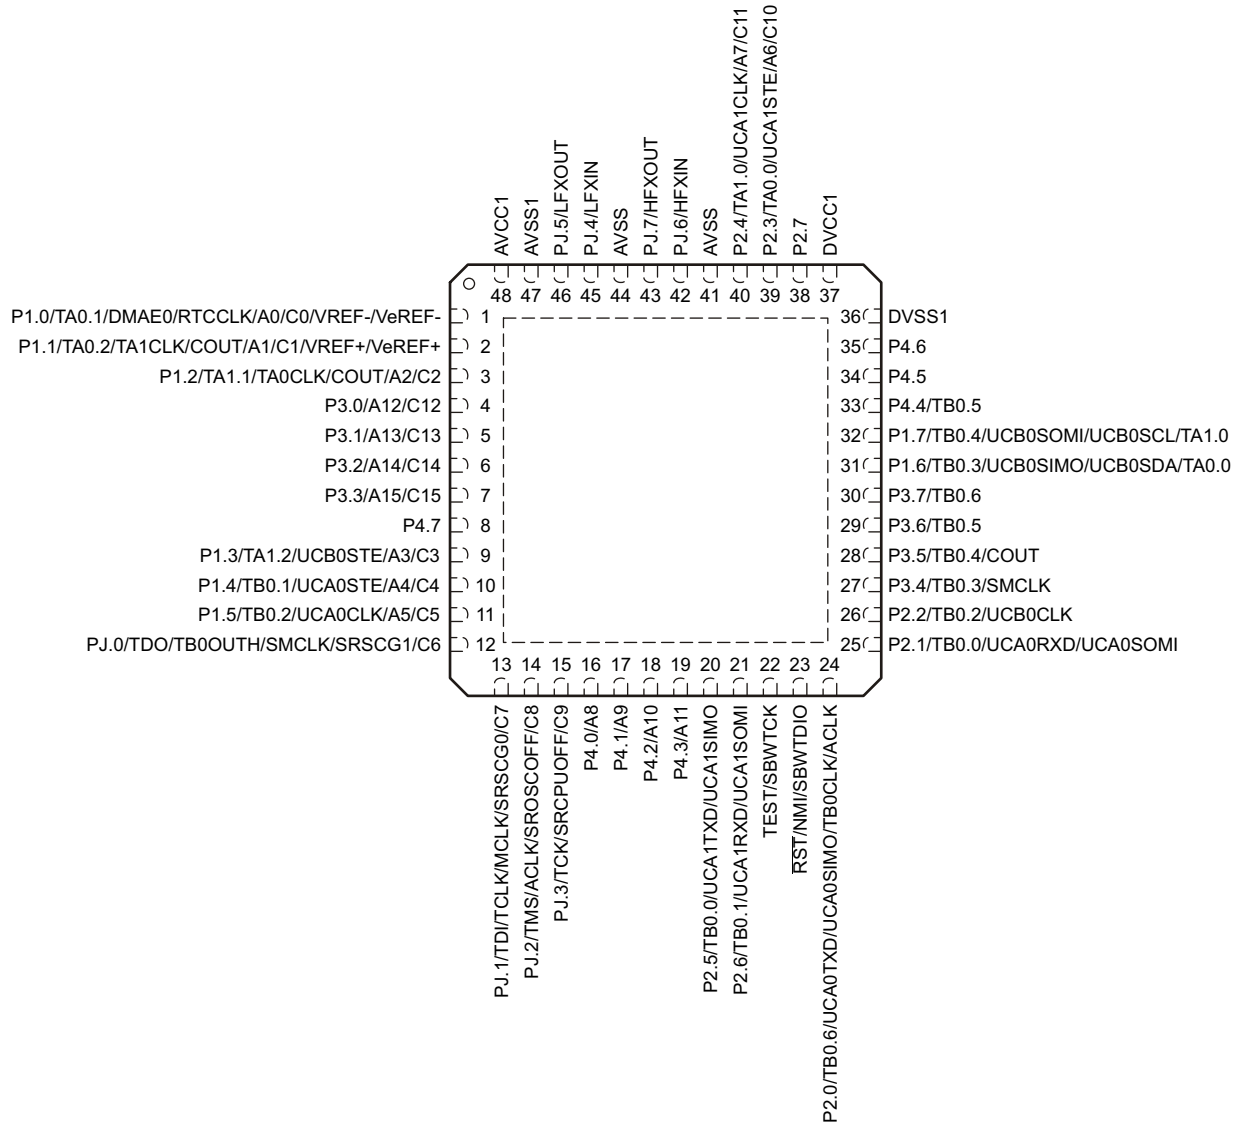 AVCC1
AVSS1
PJ.5/LFXOUT
PJ.4/LFXIN
AVSS
PJ.7/HFXOUT
PJ.6/HFXIN
AVSS
P2.4/TA1.0/UCA1CLK/A7/C11
P2.3/TA0.0/UCA1STE/A6/C10
P2.7
DVCC1
48 47 46 45 44 43 42 41 40 39 38 37
P1.0/TA0.1/DMAE0/RTCCLK/A0/C0/VREF-/VeREF- 1
P1.1/TA0.2/TA1CLK/COUT/A1/C1/VREF+/VeREF+ 2
P1.2/TA1.1/TA0CLK/COUT/A2/C2 3
P3.0/A12/C12 4
P3.1/A13/C13 5
P3.2/A14/C14 6
P3.3/A15/C15 7
P4.7 8
P1.3/TA1.2/UCB0STE/A3/C3 9
P1.4/TB0.1/UCA0STE/A4/C4 10
P1.5/TB0.2/UCA0CLK/A5/C5 11
PJ.0/TDO/TB0OUTH/SMCLK/SRSCG1/C6 12
36 DVSS1
35 P4.6
34 P4.5
33 P4.4/TB0.5
32 P1.7/TB0.4/UCB0SOMI/UCB0SCL/TA1.0
31 P1.6/TB0.3/UCB0SIMO/UCB0SDA/TA0.0
30 P3.7/TB0.6
29 P3.6/TB0.5
28 P3.5/TB0.4/COUT
27 P3.4/TB0.3/SMCLK
26 P2.2/TB0.2/UCB0CLK
25 P2.1/TB0.0/UCA0RXD/UCA0SOMI
13 14 15 16 17 18 19 20 21 22 23 24
PJ.1/TDI/TCLK/MCLK/SRSCG0/C7
PJ.2/TMS/ACLK/SROSCOFF/C8
PJ.3/TCK/SRCPUOFF/C9
P4.0/A8
P4.1/A9
P4.2/A10
P4.3/A11
P2.5/TB0.0/UCA1TXD/UCA1SIMO
P2.6/TB0.1/UCA1RXD/UCA1SOMI
TEST/SBWTCK
RST/NMI/SBWTDIO
P2.0/TB0.6/UCA0TXD/UCA0SIMO/TB0CLK/ACLK